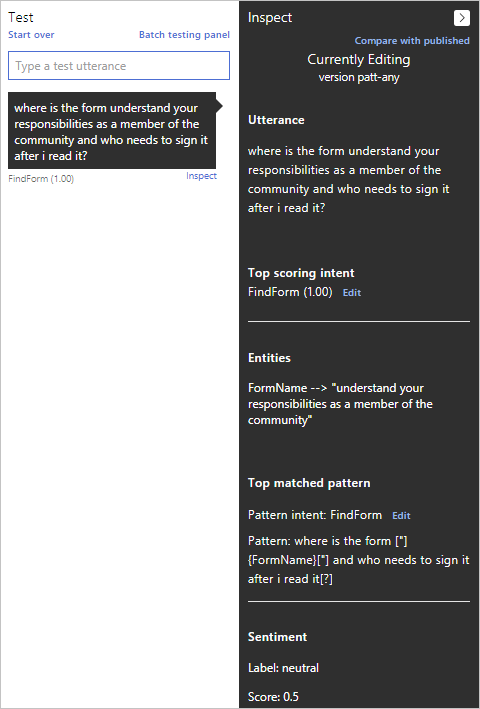 Test
Start over Batch testing panel
Type a test utterance
where is the form understand your
responsibilities as a member of the
community and who needs to sign it
after i read it?
FindForm (1.00) Inspect
Inspect
Compare with published
Currently Editing
version patt-any
Utterance
where is the form understand your
responsibilities as a member of the
community and who needs to sign it
after i read it?
Top scoring intent
FindForm (1.00) Edit
Entities
FormName --> "understand your
responsibilities as a member of the
community"
Top matched pattern
Pattern intent: FindForm Edit
Pattern: where is the form ["]
{FormName}["] and who needs to sign it
after i read it[?]
Sentiment
Label: neutral
Score: 0.5